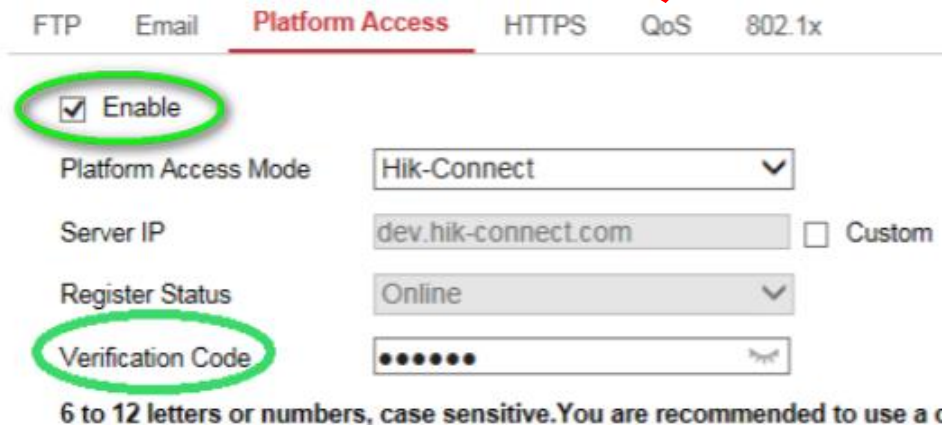 FTP Email Platform Access HTTPS QoS 802.1x
Enable
Platform Access Mode Hik-Connect
Server IP dev.hik-connect.com Custom
Register Status Online
Verification Code ●●●●●●
6 to 12 letters or numbers, case sensitive.You are recommended to use a